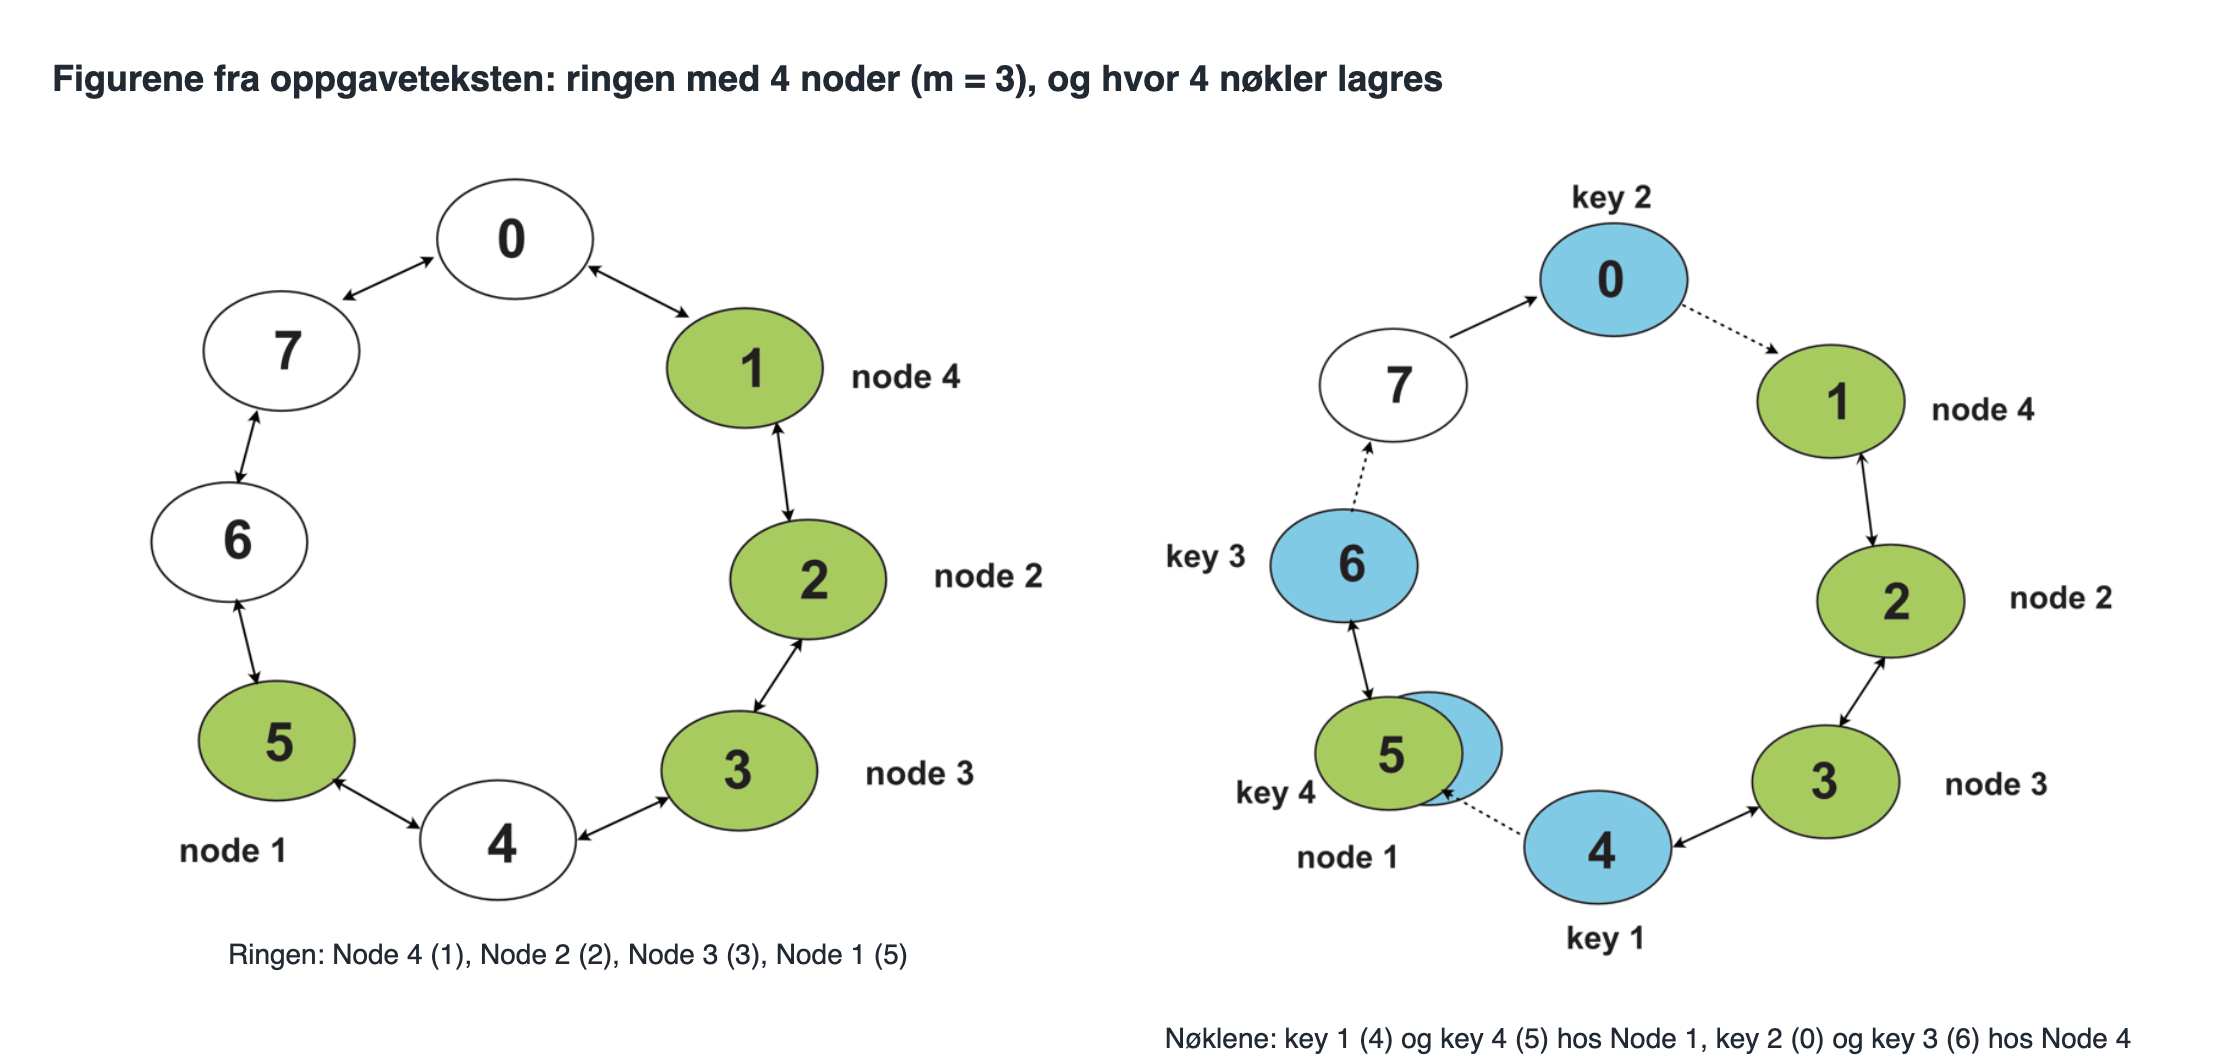 Figurene fra oppgaveteksten: ringen med 4 noder (m = 3), og hvor 4 nøkler lagres
0
7
1
node 4
6
2
node 2
5
3
node 3
4
node 1
Ringen: Node 4 (1), Node 2 (2), Node 3 (3), Node 1 (5)
key 2
0
7
1
node 4
key 3
6
2
node 2
5
3
node 3
key 4
node 1
4
key 1
Nøklene: key 1 (4) og key 4 (5) hos Node 1, key 2 (0) og key 3 (6) hos Node 4